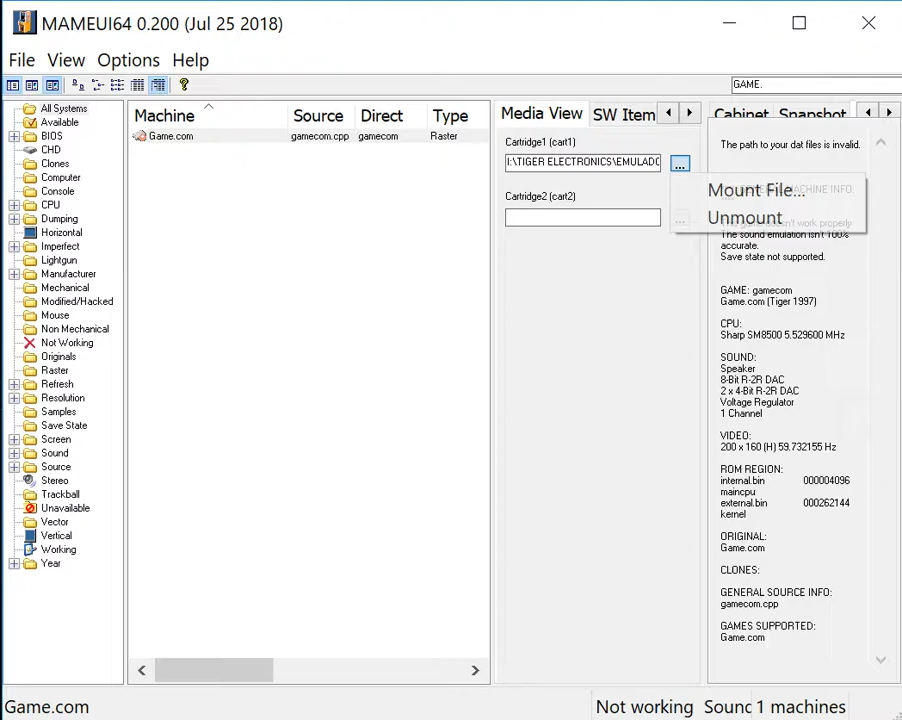 MAMEUI64 0.200 (Jul 25 2018)
File View Options Help
GAME.
All Systems
Available
BIOS
CHD
Clones
Computer
Console
CPU
Dumping
Horizontal
Imperfect
Lightgun
Manufacturer
Mechanical
Modified/Hacked
Mouse
Non Mechanical
Not Working
Originals
Raster
Refresh
Resolution
Samples
Save State
Screen
Sound
Source
Stereo
Trackball
Unavailable
Vector
Vertical
Working
Year
Machine Source Direct Type
Game.com gamecom.cpp gamecom Raster
Media View SW Item
Cartridge1 (cart1)
I:\TIGER ELECTRONICS\EMULADO
...
Cartridge2 (cart2)
...
Mount File...
Unmount
Cabinet Snapshot
The path to your dat files is invalid.
MACHINE INFO
The sound emulation isn't 100%
accurate.
Save state not supported.
GAME: gamecom
Game.com (Tiger 1997)
CPU:
Sharp SM8500 5.529600 MHz
SOUND:
Speaker
8-Bit R-2R DAC
2 x 4-Bit R-2R DAC
Voltage Regulator
1 Channel
VIDEO:
200 x 160 (H) 59.732155 Hz
ROM REGION:
internal.bin 000004096
maincpu
external.bin 000262144
kernel
ORIGINAL:
Game.com
CLONES:
GENERAL SOURCE INFO:
gamecom.cpp
GAMES SUPPORTED:
Game.com
Game.com
Not working Sound 1 machines